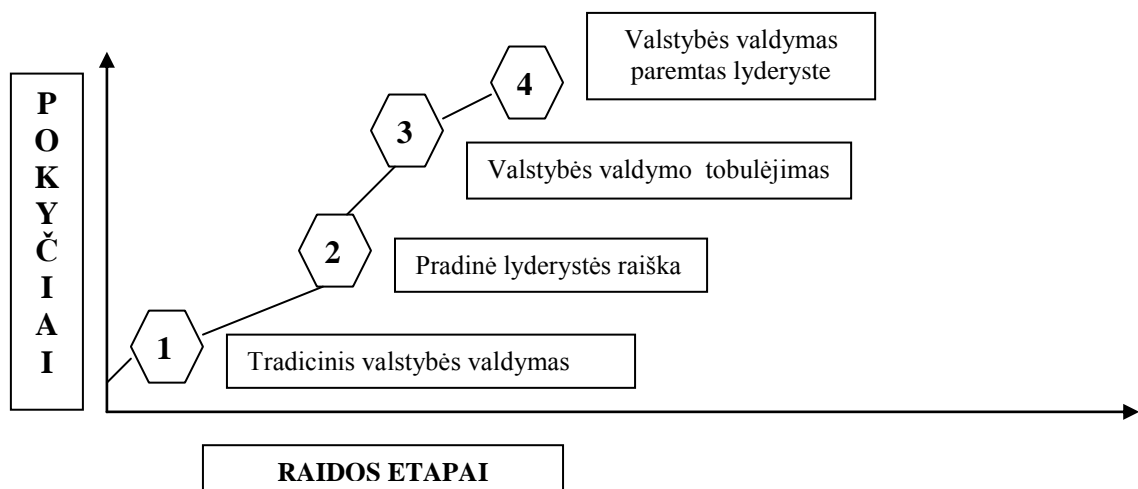 Valstybės valdymas
paremtas lyderyste
4
3
POKYČIAI
Valstybės valdymo tobulėjimas
2
Pradinė lyderystės raiška
1
Tradicinis valstybės valdymas
RAIDOS ETAPAI